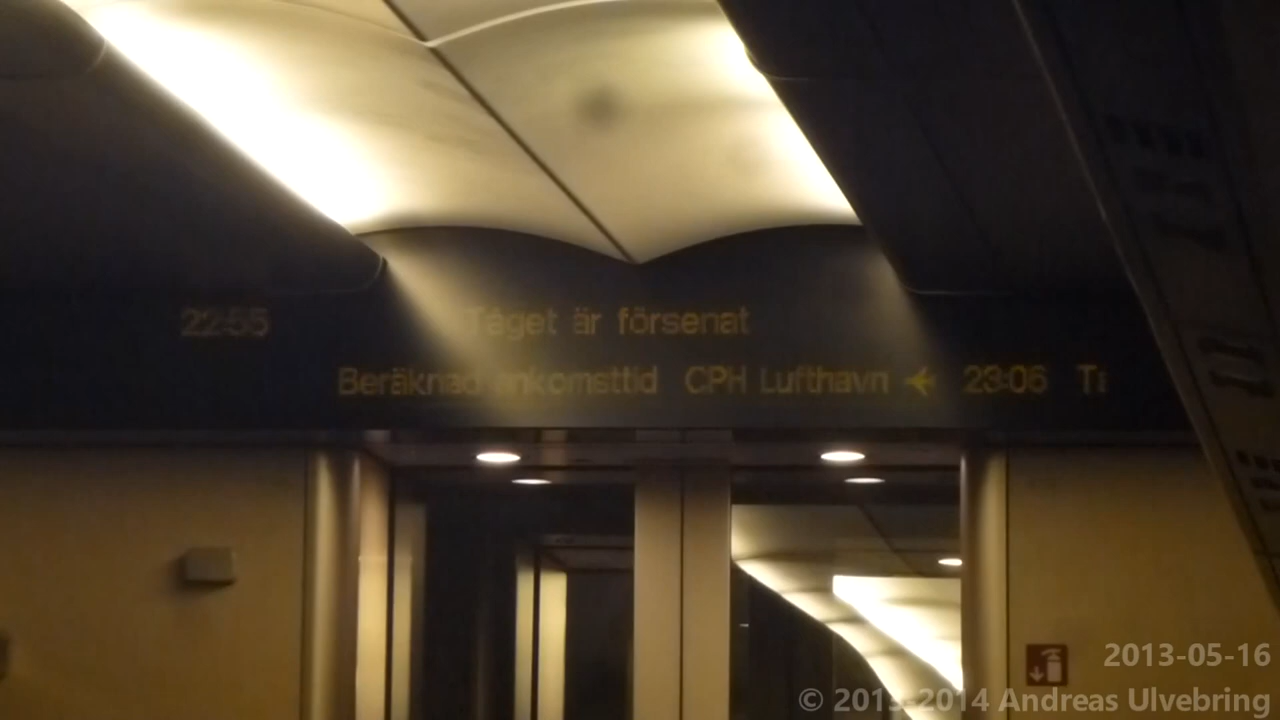 22:55 Tåget är försenat
Beräknad ankomsttid CPH Lufthavn 23:06 T
2013-05-16
© 2013-2014 Andreas Ulvebring